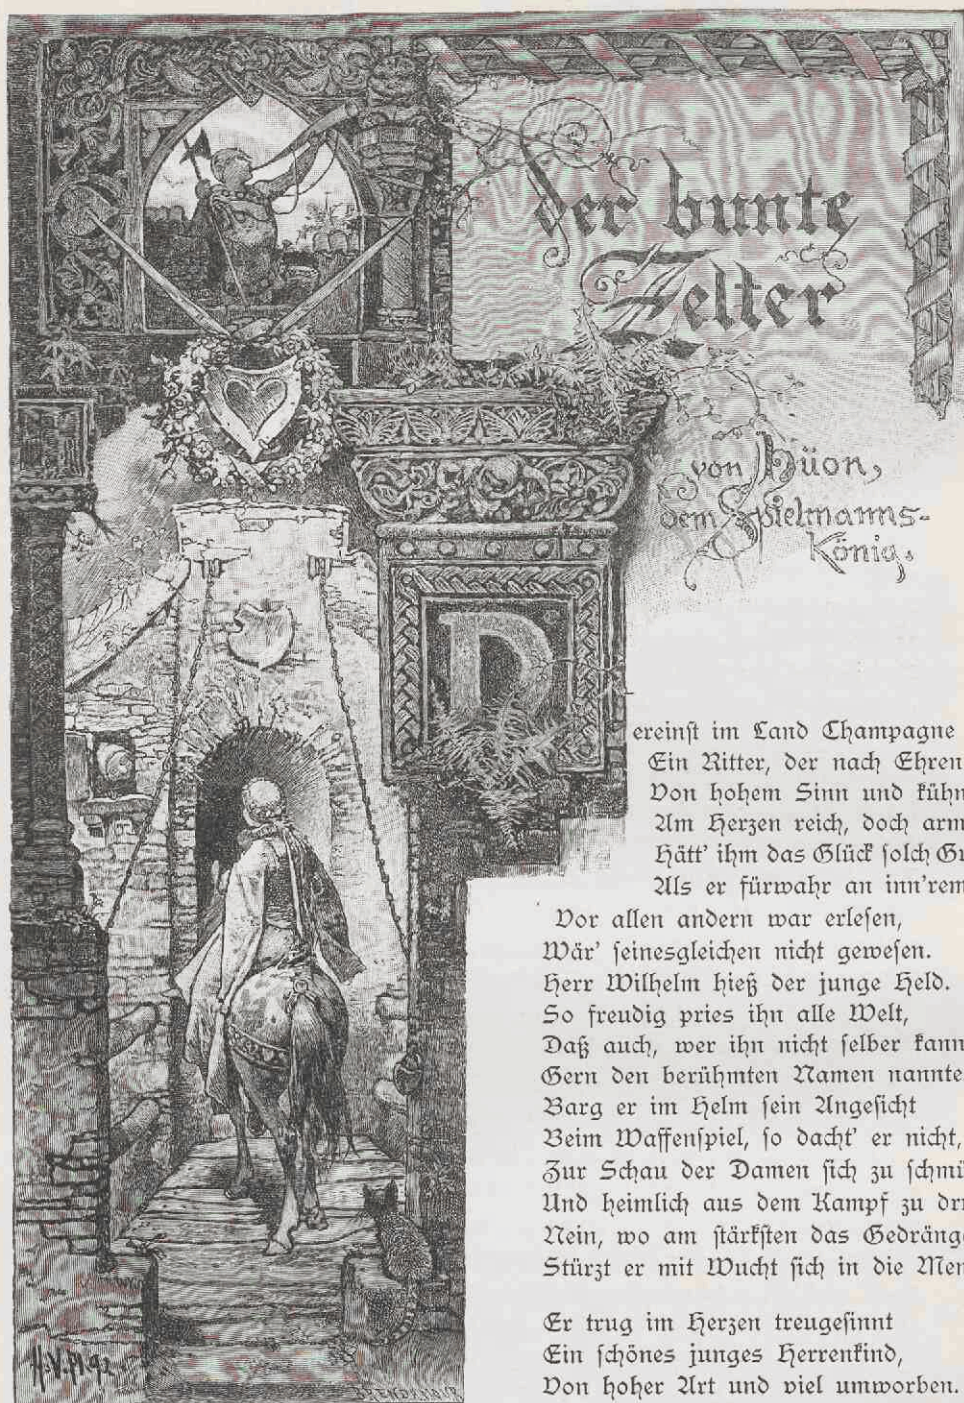 der bunte
Zelter
von Hüon,
dem Spielmanns-
König.
D
ereinst im Land Champagne
Ein Ritter, der nach Ehren
Von hohem Sinn und kühn
Am Herzen reich, doch arm
Hätt' ihm das Glück solch
Als er fürwahr an inn'rem
Vor allen andern war erlesen,
Wär' seinesgleichen nicht gewesen.
Herr Wilhelm hieß der junge Held.
So freudig pries ihn alle Welt,
Daß auch, wer ihn nicht selber kann
Gern den berühmten Namen nannte
Barg er im Helm sein Angesicht
Beim Waffenspiel, so dacht' er nicht,
Zur Schau der Damen sich zu
Und heimlich aus dem Kampf zu
Nein, wo am stärksten das Gedränge
Stürzt er mit Wucht sich in die
Er trug im Herzen treugesinnt
Ein schönes junges Herrenkind,
Von hoher Art und viel umworben.